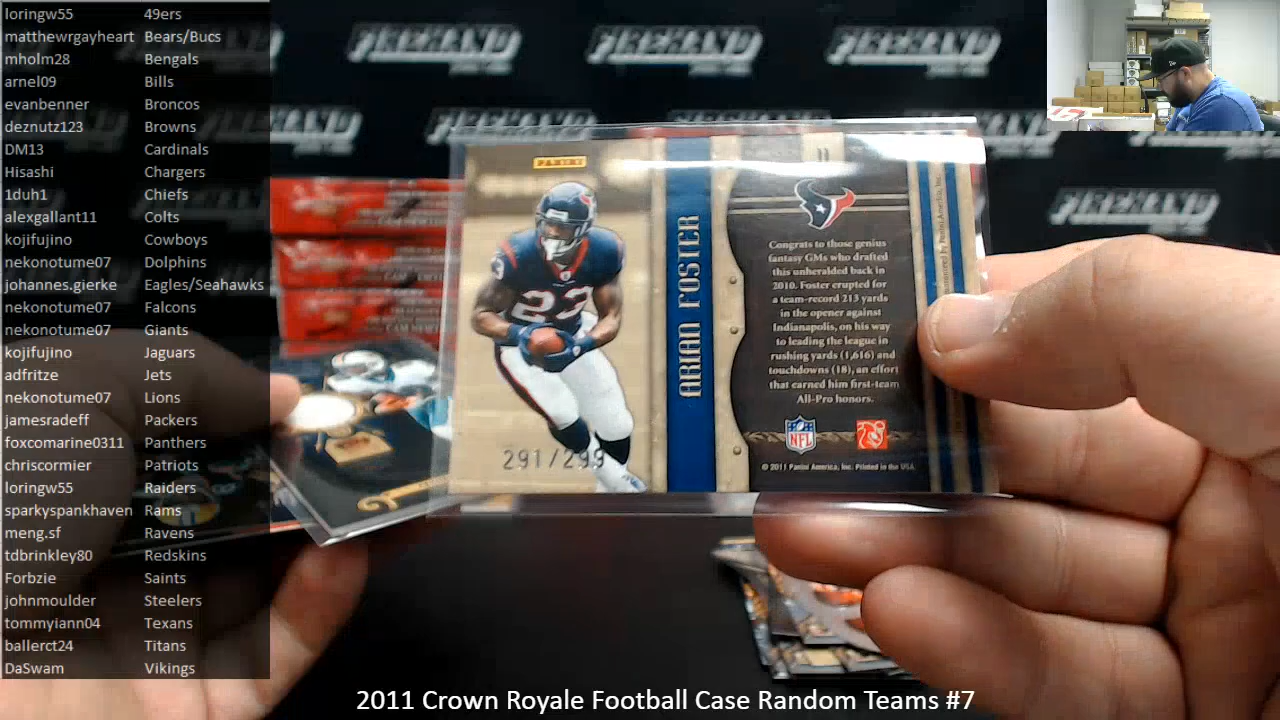 loringw55 49ers
matthewrgayheart Bears/Bucs
mholm28 Bengals
arnel09 Bills
evanbenner Broncos
deznutz123 Browns
DM13 Cardinals
Hisashi Chargers
1duh1 Chiefs
alexgallant11 Colts
kojifujino Cowboys
nekonotume07 Dolphins
johannes.gierke Eagles/Seahawks
nekonotume07 Falcons
nekonotume07 Giants
kojifujino Jaguars
adfritze Jets
nekonotume07 Lions
jamesradeff Packers
foxcomarine0311 Panthers
chriscormier Patriots
loringw55 Raiders
sparkyspankhaven Rams
meng.sf Ravens
tdbrinkley80 Redskins
Forbzie Saints
johnmoulder Steelers
tommyiann04 Texans
ballerct24 Titans
DaSwam Vikings
FIREHAND FIREHAND FIREHAND
PANINI
23
291/299
ARIAN FOSTER
11
Congrats to those genius
fantasy GMs who drafted
this unheralded back in
2010. Foster erupted for
a team-record 213 yards
in the opener against
Indianapolis, on his way
to leading the league in
rushing yards (1,616) and
touchdowns (18), an effort
that earned him first-team
All-Pro honors.
NFL
© 2011 Panini America, Inc. Printed in the USA
2011 Crown Royale Football Case Random Teams #7